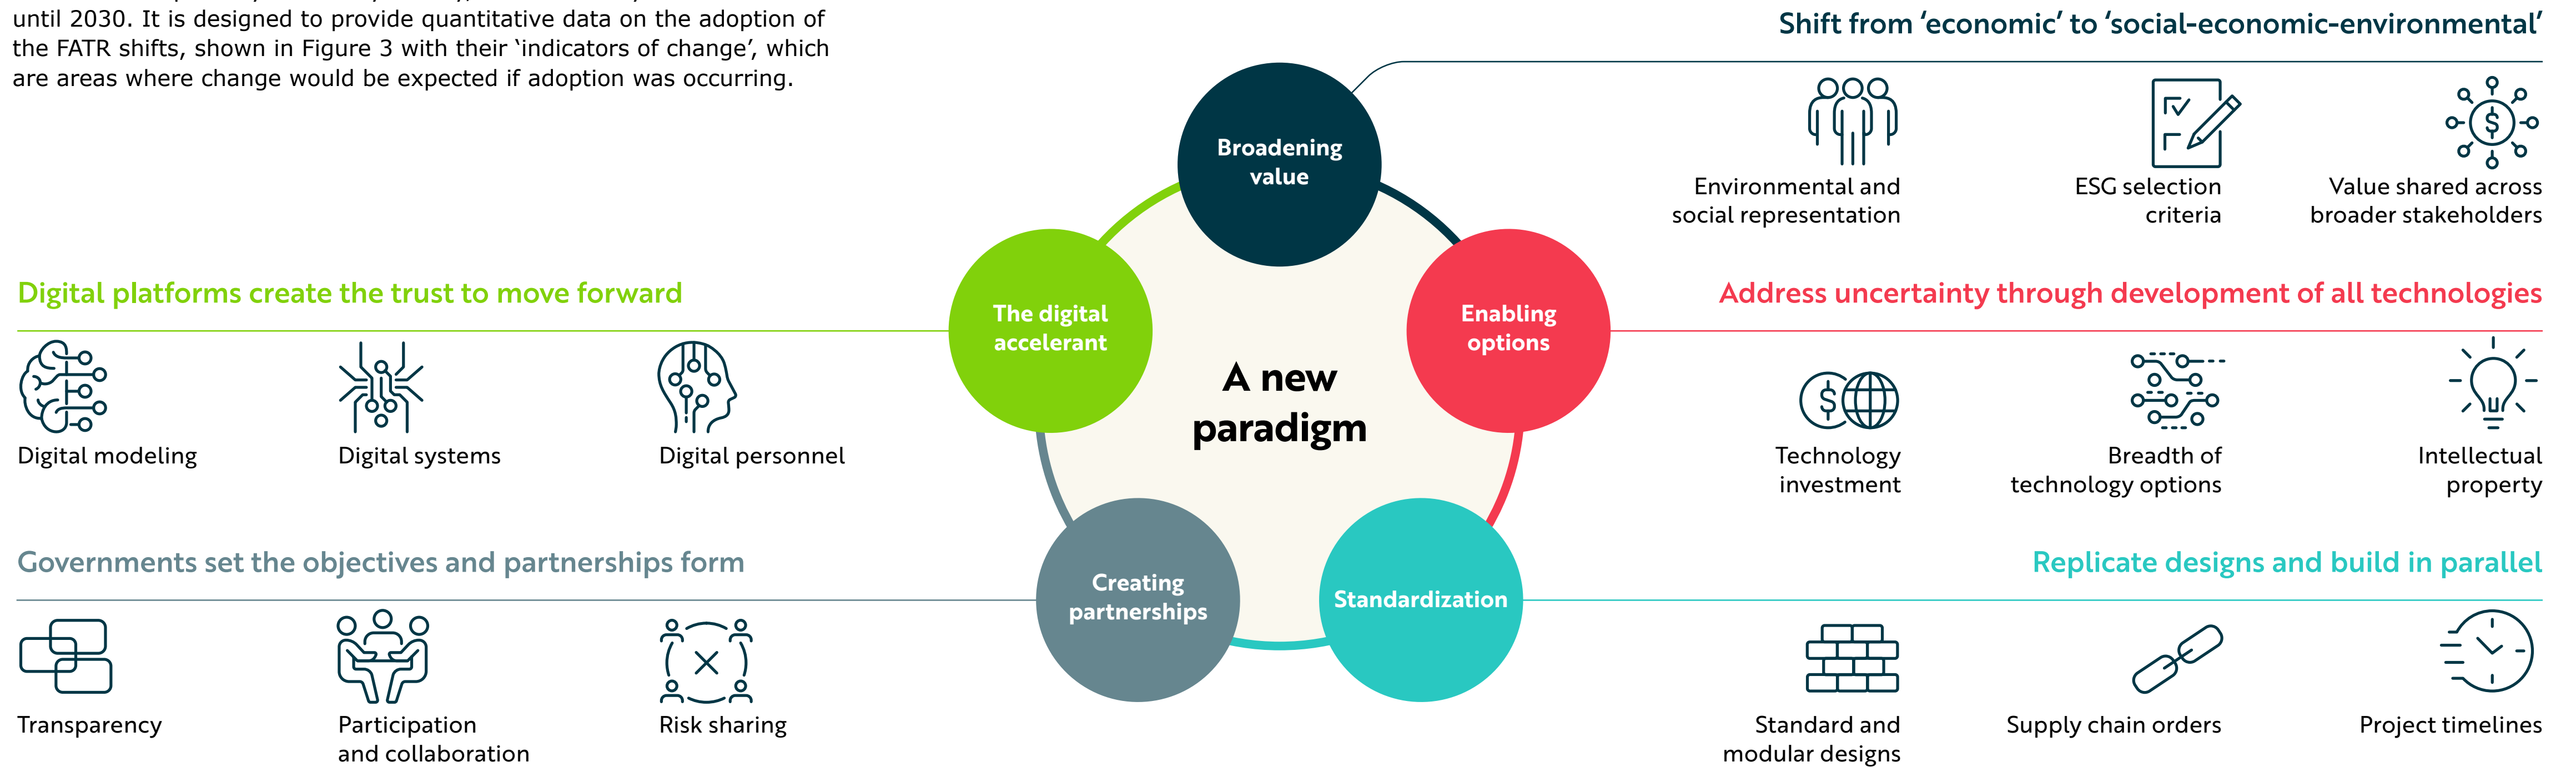 until 2030. It is designed to provide quantitative data on the adoption of
the FATR shifts, shown in Figure 3 with their ‘indicators of change’, which
are areas where change would be expected if adoption was occurring.
Shift from ‘economic’ to ‘social-economic-environmental’
Broadening
value
Environmental and
social representation
ESG selection
criteria
Value shared across
broader stakeholders
Digital platforms create the trust to move forward
The digital
accelerant
Digital modeling
Digital systems
Digital personnel
A new
paradigm
Address uncertainty through development of all technologies
Enabling
options
Technology
investment
Breadth of
technology options
Intellectual
property
Governments set the objectives and partnerships form
Creating
partnerships
Transparency
Participation
and collaboration
Risk sharing
Replicate designs and build in parallel
Standardization
Standard and
modular designs
Supply chain orders
Project timelines